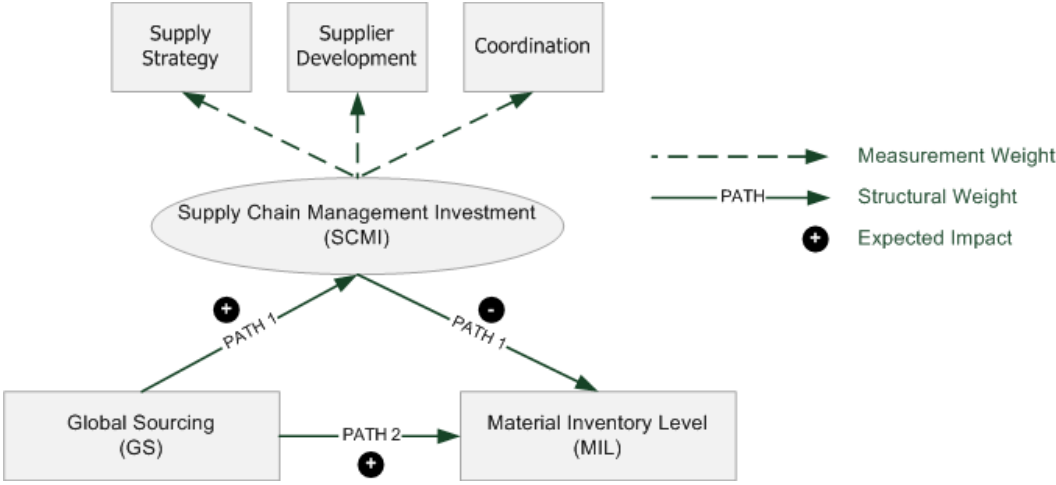 Supply
Strategy
Supplier
Development
Coordination
Measurement Weight
PATH
Structural Weight
+
Expected Impact
Supply Chain Management Investment
(SCMI)
+
PATH 1
-
PATH 1
Global Sourcing
(GS)
PATH 2
+
Material Inventory Level
(MIL)